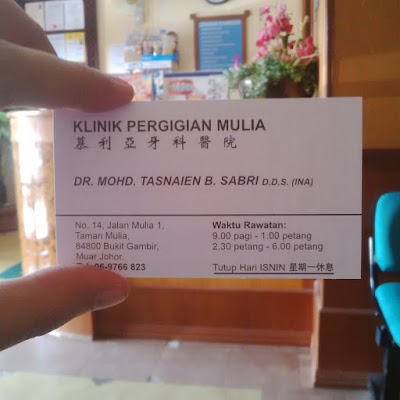 KLINIK PERGIGIAN MULIA
慕利亞牙科醫院
DR. MOHD. TASNAIEN B. SABRI D.D.S. (INA)
No. 14, Jalan Mulia 1,
Taman Mulia,
84800 Bukit Gambir,
Muar Johor.
06-9766 823
Waktu Rawatan:
9.00 pagi - 1.00 petang
2.30 petang - 6.00 petang
Tutup Hari ISNIN 星期一休息